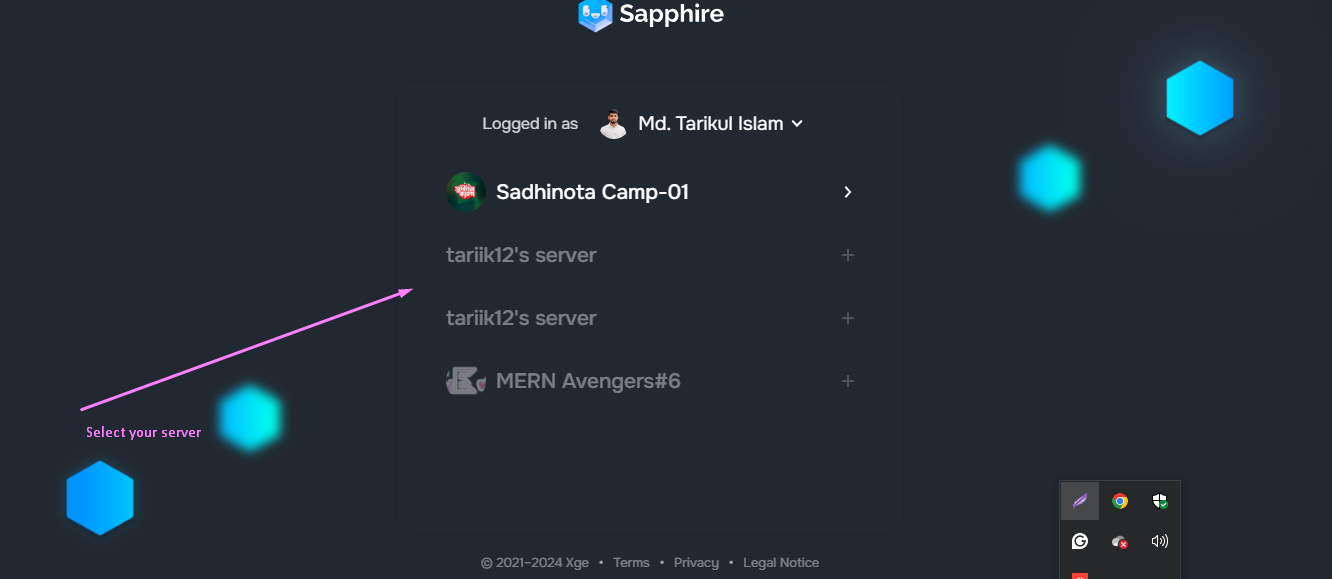 Sapphire
Logged in as Md. Tarikul Islam
Sadhinota Camp-01
tariik12's server
tariik12's server
MERN Avengers#6
Select your server
© 2021–2024 Xge • Terms • Privacy • Legal Notice